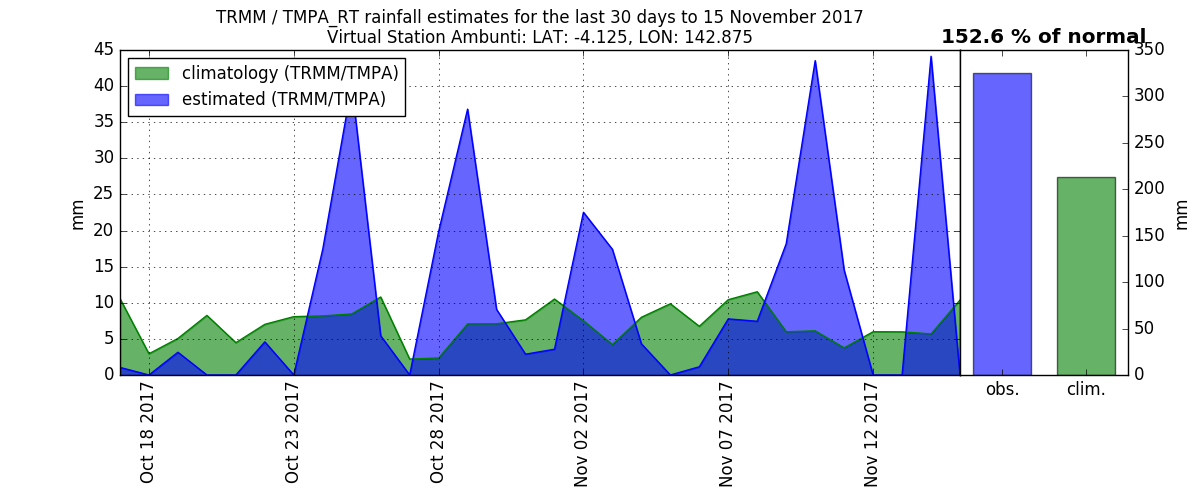 TRMM / TMPA_RT rainfall estimates for the last 30 days to 15 November 2017
Virtual Station Ambunti: LAT: -4.125, LON: 142.875
152.6 % of normal
climatology (TRMM/TMPA)
estimated (TRMM/TMPA)
mm
45
40
35
30
25
20
15
10
5
0
Oct 18 2017
Oct 23 2017
Oct 28 2017
Nov 02 2017
Nov 07 2017
Nov 12 2017
obs.
clim.
350
300
250
200
150
100
50
0
mm